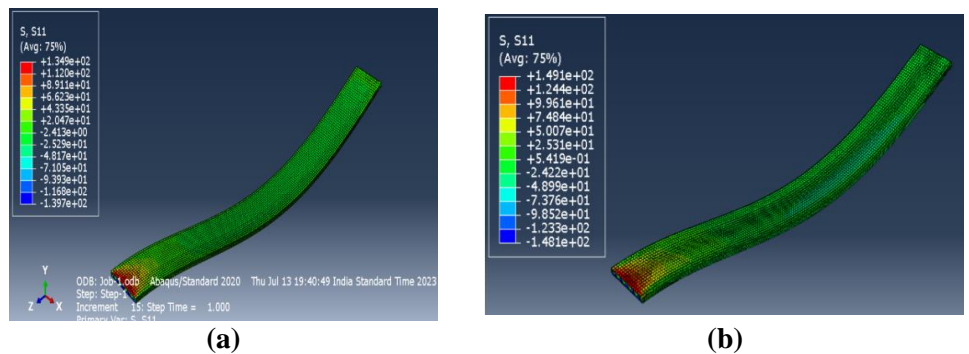 S, S11
(Avg: 75%)
+1.349e+02
+1.120e+02
+8.911e+01
+6.623e+01
+4.335e+01
+2.047e+01
-2.413e+00
-2.529e+01
-4.817e+01
-7.105e+01
-9.393e+01
-1.168e+02
-1.397e+02
Y
Z X
ODB: Job-1.odb Abaqus/Standard 2020 Thu Jul 13 19:40:49 India Standard Time 2023
Step: Step-1
Increment 15: Step Time = 1.000
Primary Var: S, S11
(a)
S, S11
(Avg: 75%)
+1.491e+02
+1.244e+02
+9.961e+01
+7.484e+01
+5.007e+01
+2.531e+01
+5.419e-01
-2.422e+01
-4.899e+01
-7.376e+01
-9.852e+01
-1.233e+02
-1.481e+02
(b)